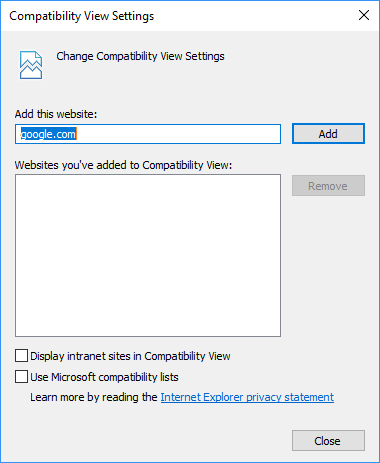 Compatibility View Settings
Change Compatibility View Settings
Add this website:
google.com
Add
Websites you've added to Compatibility View:
Remove
Display intranet sites in Compatibility View
Use Microsoft compatibility lists
Learn more by reading the Internet Explorer privacy statement
Close